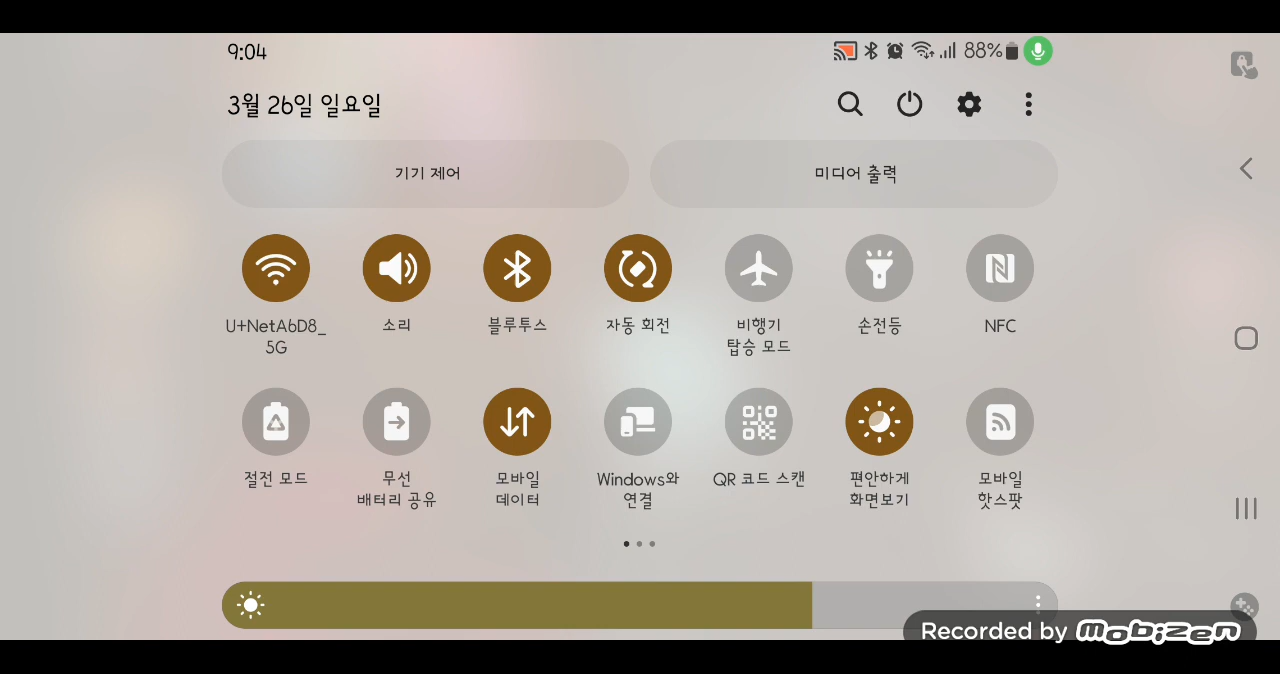 9:04
88%
3월 26일 일요일
기기 제어
미디어 출력
U+NetA6D8_
5G
소리
블루투스
자동 회전
비행기
탑승 모드
손전등
NFC
절전 모드
무선
배터리 공유
모바일
데이터
Windows와
연결
QR 코드 스캔
편안하게
화면보기
모바일
핫스팟
Recorded by mobizen